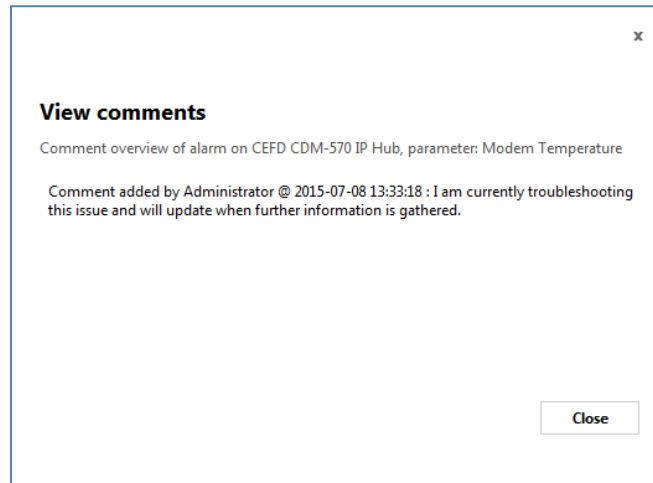 x
View comments
Comment overview of alarm on CEFD CDM-570 IP Hub, parameter: Modem Temperature
Comment added by Administrator @ 2015-07-08 13:33:18 : I am currently troubleshooting
this issue and will update when further information is gathered.
Close